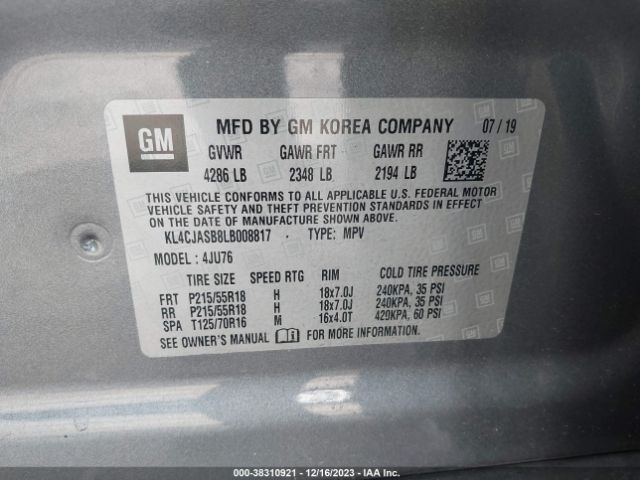 GM
MFD BY GM KOREA COMPANY 07 / 19
GVWR GAWR FRT GAWR RR
4286 LB 2348 LB 2194 LB
THIS VEHICLE CONFORMS TO ALL APPLICABLE U.S. FEDERAL MOTOR
VEHICLE SAFETY AND THEFT PREVENTION STANDARDS IN EFFECT
ON THE DATE OF MANUFACTURE SHOWN ABOVE.
KL4CJASB8LB008817 · TYPE: MPV
MODEL : 4JU76
TIRE SIZE SPEED RTG RIM COLD TIRE PRESSURE
FRT P215/55R18 H 18x7.0J 240KPA, 35 PSI
RR P215/55R18 H 18x7.0J 240KPA, 35 PSI
SPA T125/70R16 M 16x4.0T 420KPA, 60 PSI
SEE OWNER'S MANUAL FOR MORE INFORMATION.
000-38310921 - 12/16/2023 - IAA Inc.